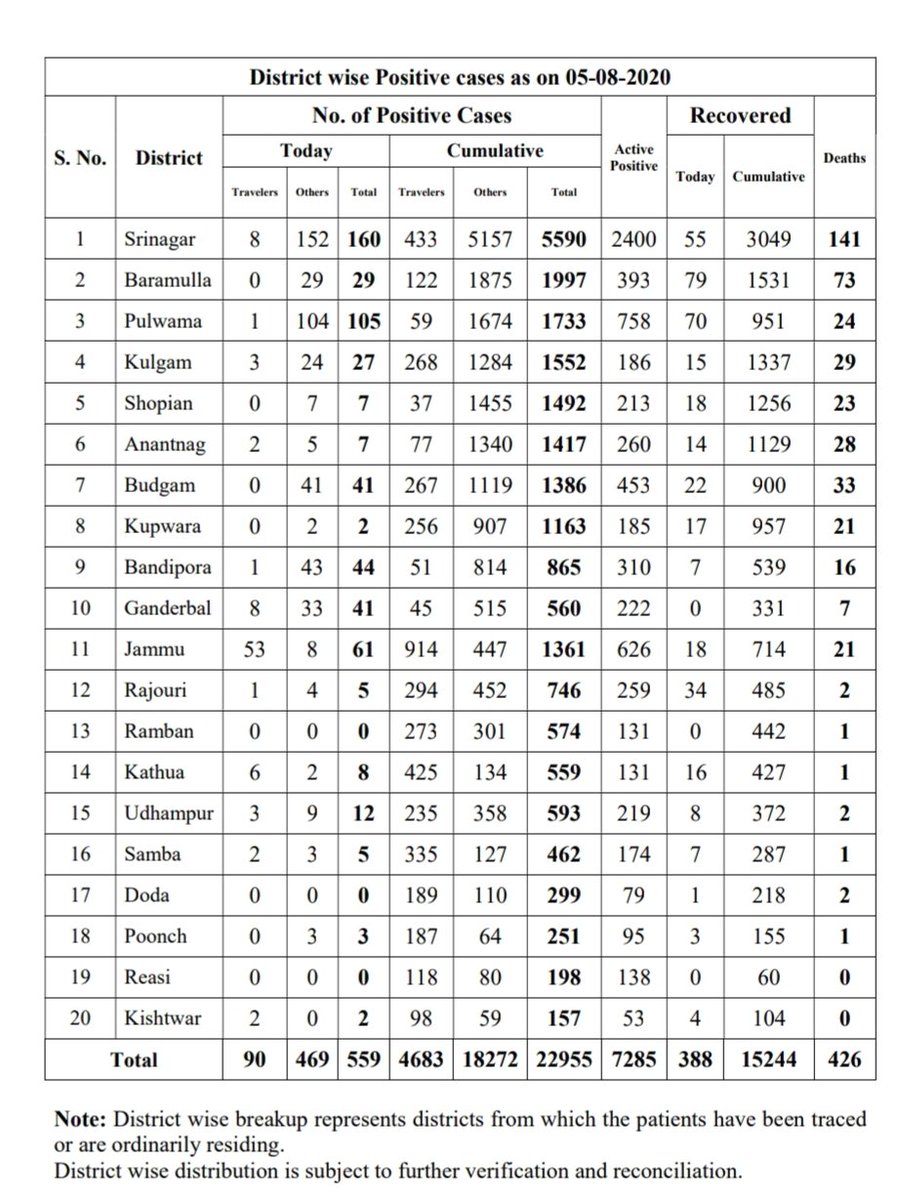 District wise Positive cases as on 05-08-2020
S. No. District No. of Positive Cases Active Positive Recovered Deaths
Today Cumulative Today Cumulative
Travelers Others Total Travelers Others Total
1 Srinagar 8 152 160 433 5157 5590 2400 55 3049 141
2 Baramulla 0 29 29 122 1875 1997 393 79 1531 73
3 Pulwama 1 104 105 59 1674 1733 758 70 951 24
4 Kulgam 3 24 27 268 1284 1552 186 15 1337 29
5 Shopian 0 7 7 37 1455 1492 213 18 1256 23
6 Anantnag 2 5 7 77 1340 1417 260 14 1129 28
7 Budgam 0 41 41 267 1119 1386 453 22 900 33
8 Kupwara 0 2 2 256 907 1163 185 17 957 21
9 Bandipora 1 43 44 51 814 865 310 7 539 16
10 Ganderbal 8 33 41 45 515 560 222 0 331 7
11 Jammu 53 8 61 914 447 1361 626 18 714 21
12 Rajouri 1 4 5 294 452 746 259 34 485 2
13 Ramban 0 0 0 273 301 574 131 0 442 1
14 Kathua 6 2 8 425 134 559 131 16 427 1
15 Udhampur 3 9 12 235 358 593 219 8 372 2
16 Samba 2 3 5 335 127 462 174 7 287 1
17 Doda 0 0 0 189 110 299 79 1 218 2
18 Poonch 0 3 3 187 64 251 95 3 155 1
19 Reasi 0 0 0 118 80 198 138 0 60 0
20 Kishtwar 2 0 2 98 59 157 53 4 104 0
Total 90 469 559 4683 18272 22955 7285 388 15244 426
Note: District wise breakup represents districts from which the patients have been traced
or are ordinarily residing.
District wise distribution is subject to further verification and reconciliation.